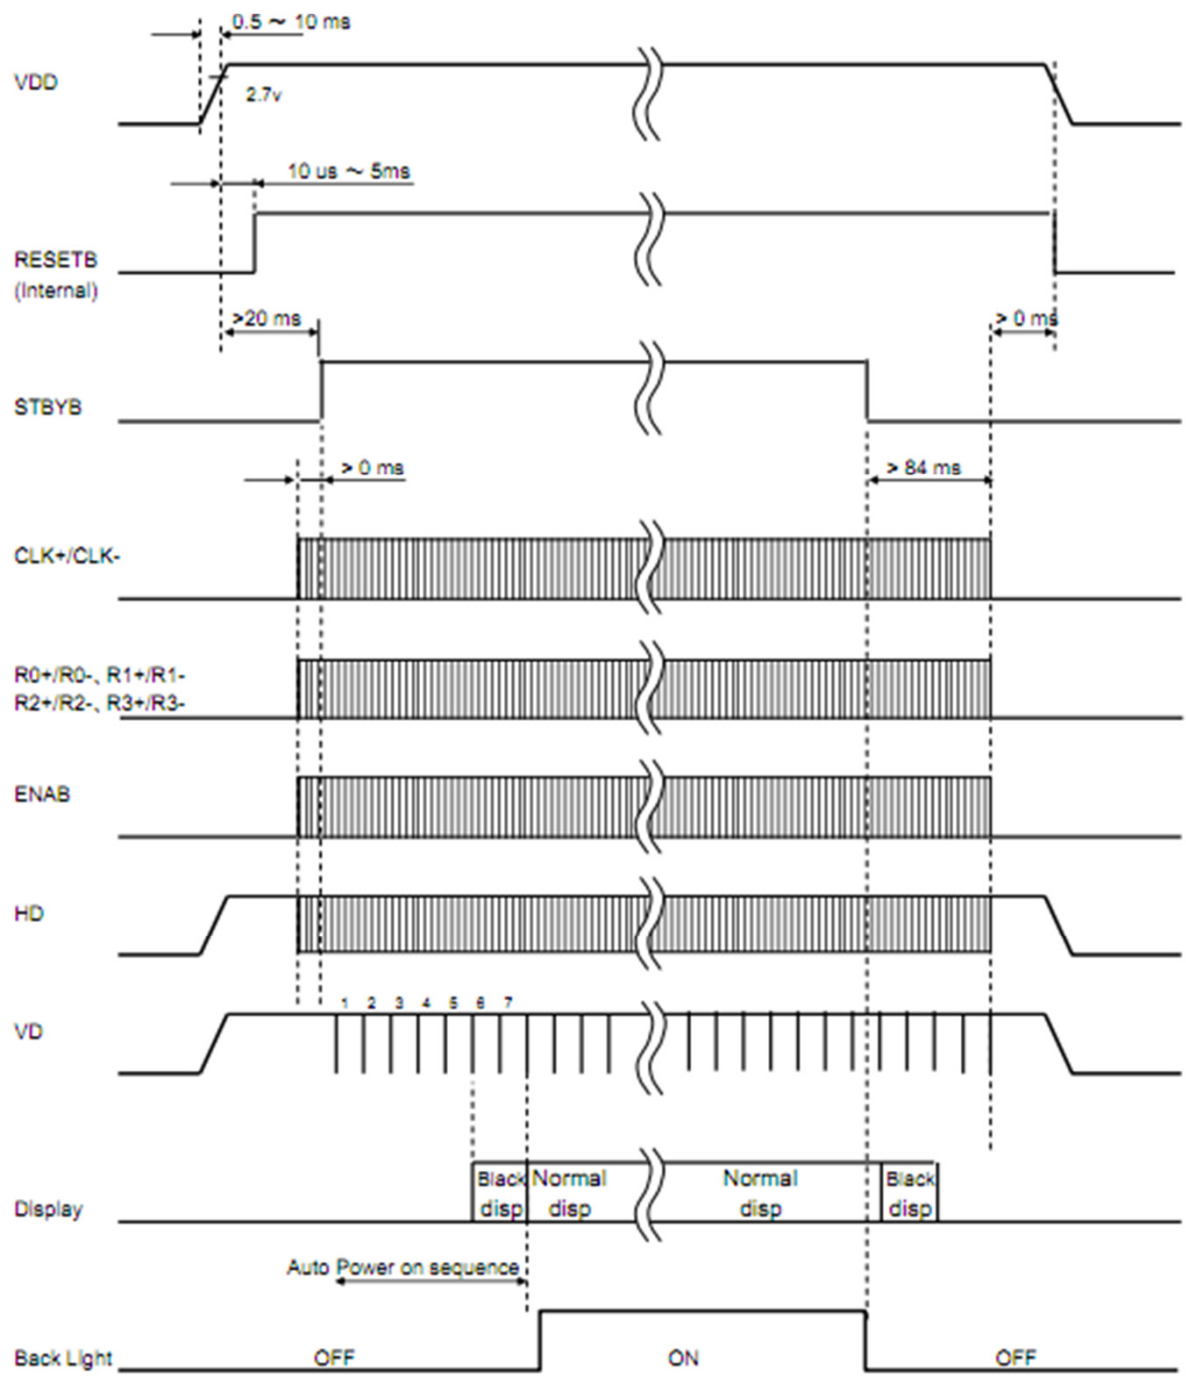 0.5 ～ 10 ms
VDD
2.7v
10 us ～ 5ms
RESETB
(Internal)
>20 ms
> 0 ms
STBYB
> 0 ms
> 84 ms
CLK+/CLK-
R0+/R0-、R1+/R1-
R2+/R2-、R3+/R3-
ENAB
HD
1 2 3 4 5 6 7
VD
Black Normal Normal Black
disp disp disp disp
Display
Auto Power on sequence
Back Light OFF ON OFF